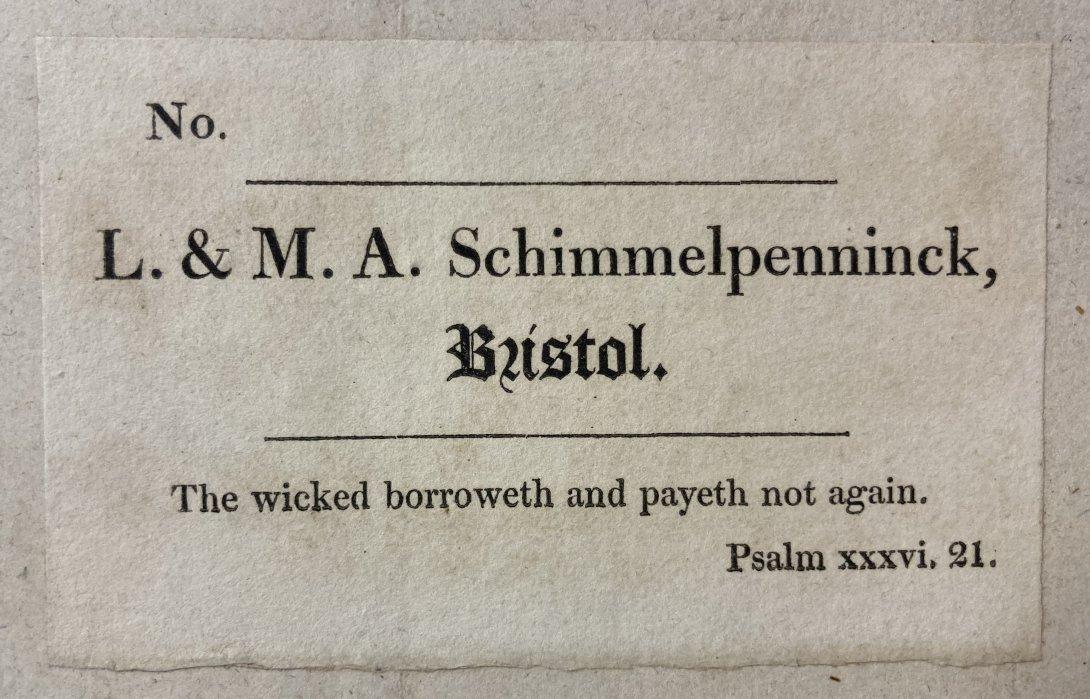 No.
L. & M. A. Schimmelpenninck,
Bristol.
The wicked borroweth and payeth not again.
Psalm xxxvi. 21.